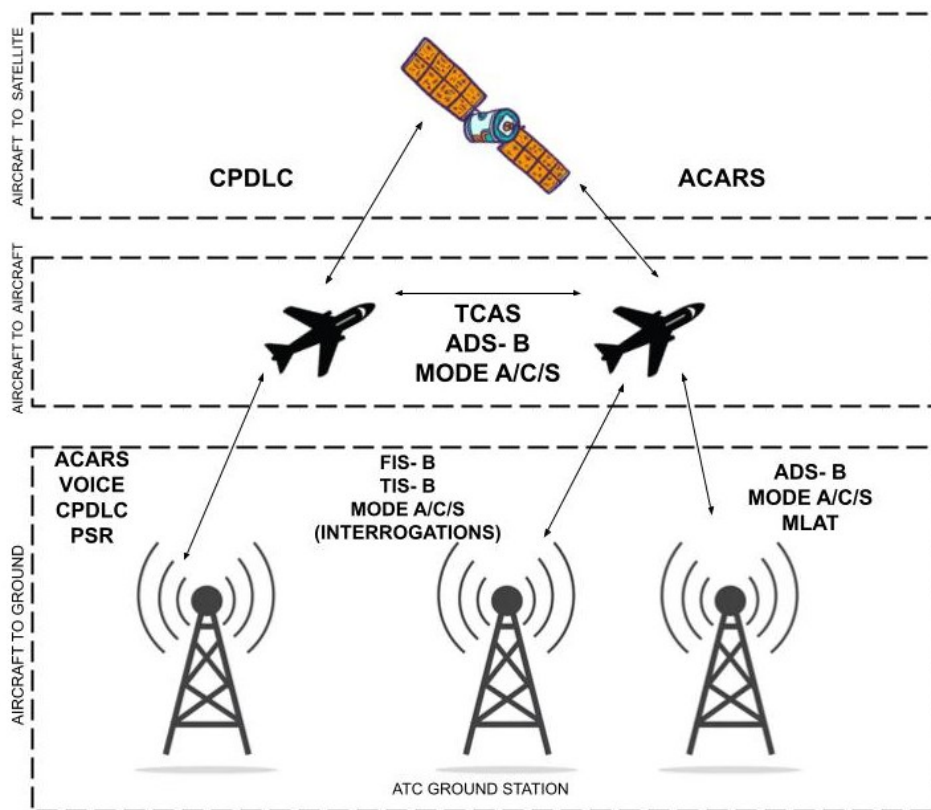 AIRCRAFT TO SATELLITE
CPDLC
ACARS
AIRCRAFT TO AIRCRAFT
TCAS
ADS- B
MODE A/C/S
AIRCRAFT TO GROUND
ACARS
VOICE
CPDLC
PSR
FIS- B
TIS- B
MODE A/C/S
(INTERROGATIONS)
ADS- B
MODE A/C/S
MLAT
ATC GROUND STATION